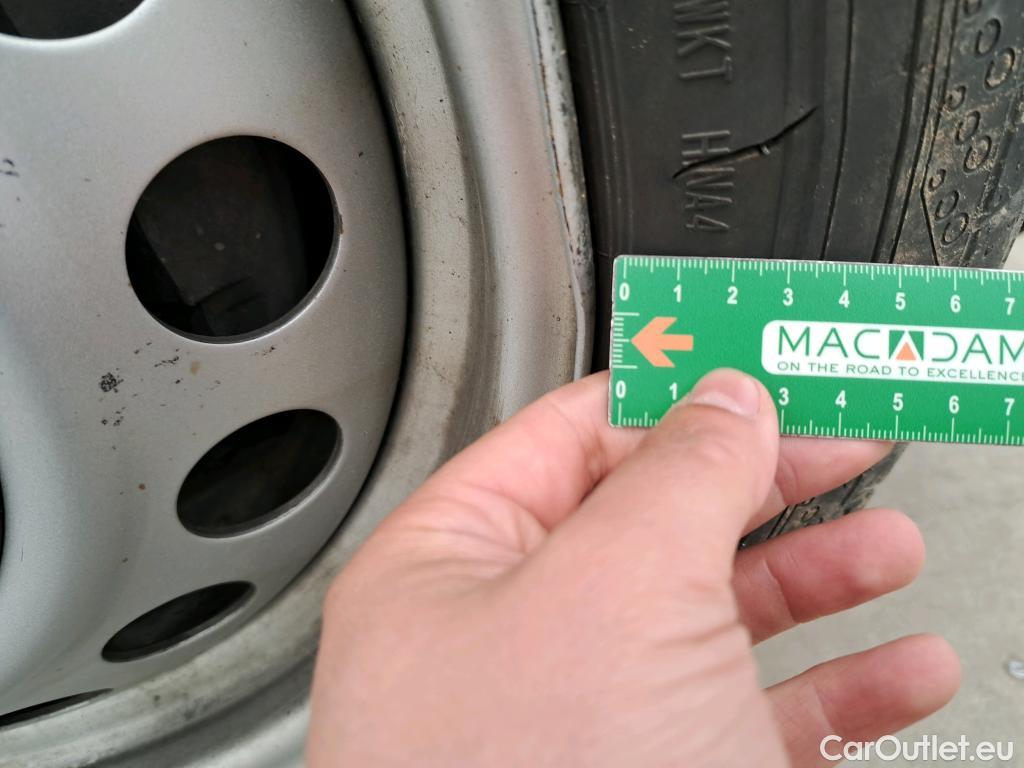 NKT HNA4
0 1 2 3 4 5 6 7
MACADAM
ON THE ROAD TO EXCELLENCE
0 1 3 4 5 6 7
CarOutlet.eu